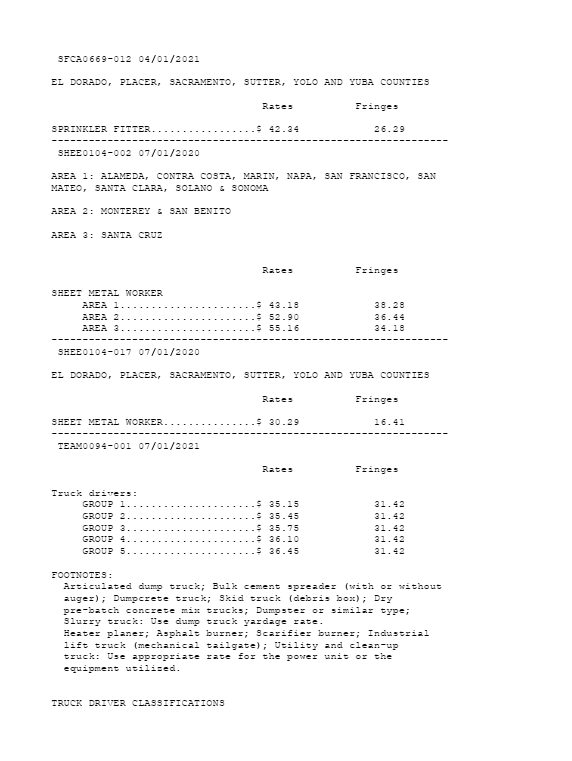 SFCA0669-012 04/01/2021
EL DORADO, PLACER, SACRAMENTO, SUTTER, YOLO AND YUBA COUNTIES
Rates Fringes
SPRINKLER FITTER.................$ 42.34 26.29
----------------------------------------------------------------
SHEE0104-002 07/01/2020
AREA 1: ALAMEDA, CONTRA COSTA, MARIN, NAPA, SAN FRANCISCO, SAN
MATEO, SANTA CLARA, SOLANO & SONOMA
AREA 2: MONTEREY & SAN BENITO
AREA 3: SANTA CRUZ
Rates Fringes
SHEET METAL WORKER
AREA 1......................$ 43.18 38.28
AREA 2......................$ 52.90 36.44
AREA 3......................$ 55.16 34.18
----------------------------------------------------------------
SHEE0104-017 07/01/2020
EL DORADO, PLACER, SACRAMENTO, SUTTER, YOLO AND YUBA COUNTIES
Rates Fringes
SHEET METAL WORKER...............$ 30.29 16.41
----------------------------------------------------------------
TEAM0094-001 07/01/2021
Rates Fringes
Truck drivers:
GROUP 1.....................$ 35.15 31.42
GROUP 2.....................$ 35.45 31.42
GROUP 3.....................$ 35.75 31.42
GROUP 4.....................$ 36.10 31.42
GROUP 5.....................$ 36.45 31.42
FOOTNOTES:
Articulated dump truck; Bulk cement spreader (with or without
auger); Dumpcrete truck; Skid truck (debris box); Dry
pre-batch concrete mix trucks; Dumpster or similar type;
Slurry truck: Use dump truck yardage rate.
Heater planer; Asphalt burner; Scarifier burner; Industrial
lift truck (mechanical tailgate); Utility and clean-up
truck: Use appropriate rate for the power unit or the
equipment utilized.
TRUCK DRIVER CLASSIFICATIONS